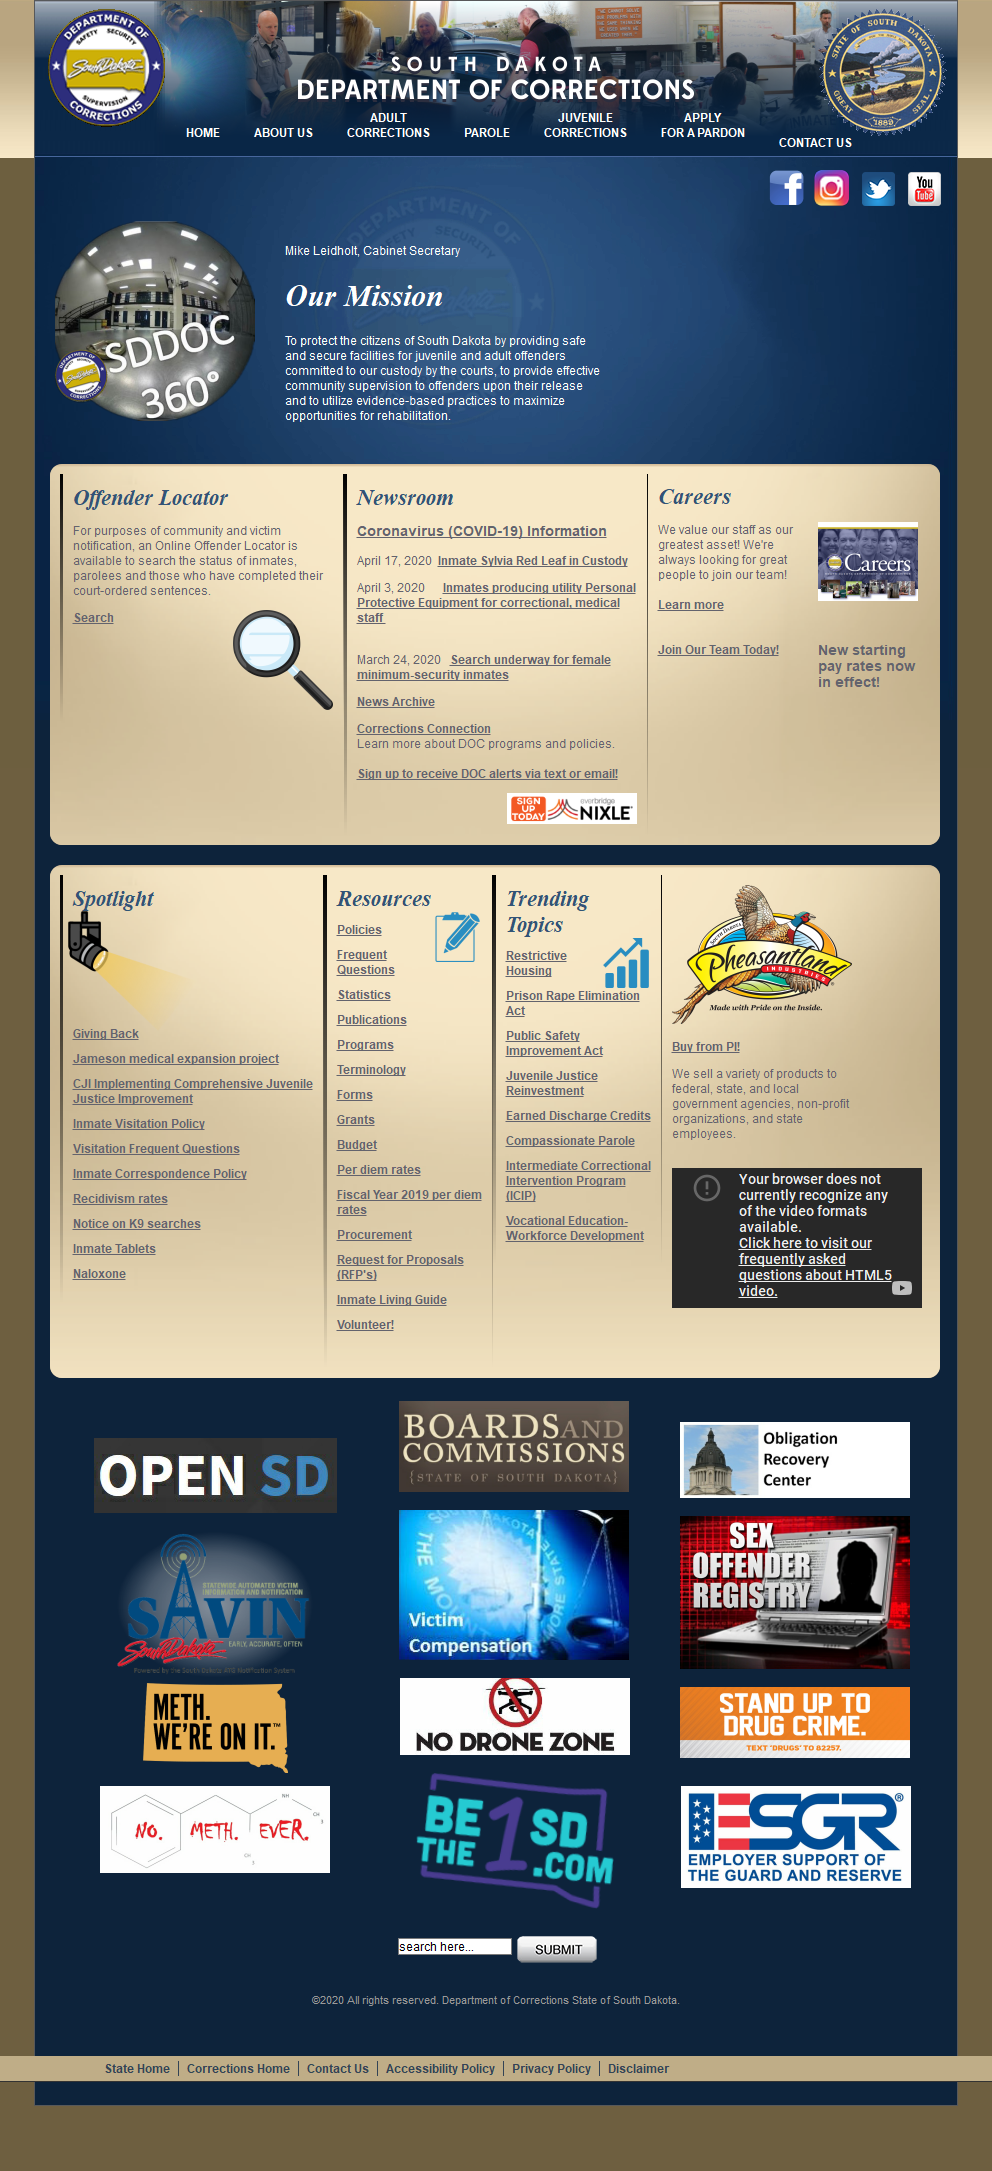 DEPARTMENT OF
SAFETY SECURITY
South Dakota
SUPERVISION
CORRECTIONS
SOUTH DAKOTA
DEPARTMENT OF CORRECTIONS
STATE OF SOUTH DAKOTA
GREAT SEAL
1889
HOME
ABOUT US
ADULT
CORRECTIONS
PAROLE
JUVENILE
CORRECTIONS
APPLY
FOR A PARDON
CONTACT US
f
You
Tube
SDDOC
360°
Mike Leidholt, Cabinet Secretary
Our Mission
To protect the citizens of South Dakota by providing safe
and secure facilities for juvenile and adult offenders
committed to our custody by the courts, to provide effective
community supervision to offenders upon their release
and to utilize evidence-based practices to maximize
opportunities for rehabilitation.
Offender Locator
For purposes of community and victim
notification, an Online Offender Locator is
available to search the status of inmates,
parolees and those who have completed their
court-ordered sentences.
Search
Newsroom
Coronavirus (COVID-19) Information
April 17, 2020 Inmate Sylvia Red Leaf in Custody
April 3, 2020 Inmates producing utility Personal
Protective Equipment for correctional, medical
staff
March 24, 2020 Search underway for female
minimum-security inmates
News Archive
Corrections Connection
Learn more about DOC programs and policies.
Sign up to receive DOC alerts via text or email!
SIGN
UP
TODAY
everbridge
NIXLE
Careers
We value our staff as our
greatest asset! We're
always looking for great
people to join our team!
Learn more
Join Our Team Today!
Careers
New starting
pay rates now
in effect!
Spotlight
Giving Back
Jameson medical expansion project
CJI Implementing Comprehensive Juvenile
Justice Improvement
Inmate Visitation Policy
Visitation Frequent Questions
Inmate Correspondence Policy
Recidivism rates
Notice on K9 searches
Inmate Tablets
Naloxone
Resources
Policies
Frequent
Questions
Statistics
Publications
Programs
Terminology
Forms
Grants
Budget
Per diem rates
Fiscal Year 2019 per diem
rates
Procurement
Request for Proposals
(RFP's)
Inmate Living Guide
Volunteer!
Trending
Topics
Restrictive
Housing
Prison Rape Elimination
Act
Public Safety
Improvement Act
Juvenile Justice
Reinvestment
Earned Discharge Credits
Compassionate Parole
Intermediate Correctional
Intervention Program
(ICIP)
Vocational Education-
Workforce Development
SOUTH DAKOTA
Pheasantland
INDUSTRIES
Made with Pride on the Inside.
Buy from PI!
We sell a variety of products to
federal, state, and local
government agencies, non-profit
organizations, and state
employees.
Your browser does not
currently recognize any
of the video formats
available.
Click here to visit our
frequently asked
questions about HTML5
video.
OPEN SD
BOARDS AND
COMMISSIONS
{STATE OF SOUTH DAKOTA}
Obligation
Recovery
Center
STATEWIDE AUTOMATED VICTIM
INFORMATION AND NOTIFICATION
SAVIN
South Dakota
EARLY, ACCURATE, OFTEN
Powered by the South Dakota VINE Notification System
Victim
Compensation
SEX
OFFENDER
REGISTRY
METH.
WE'RE ON IT.™
NO DRONE ZONE
STAND UP TO
DRUG CRIME.
TEXT 'DRUGS' TO 82257.
NO. METH. EVER.
NH
CH
3
CH
3
BE
THE
1
SD
.COM
ESGR®
EMPLOYER SUPPORT OF
THE GUARD AND RESERVE
search here...
SUBMIT
©2020 All rights reserved. Department of Corrections State of South Dakota.
State Home | Corrections Home | Contact Us | Accessibility Policy | Privacy Policy | Disclaimer